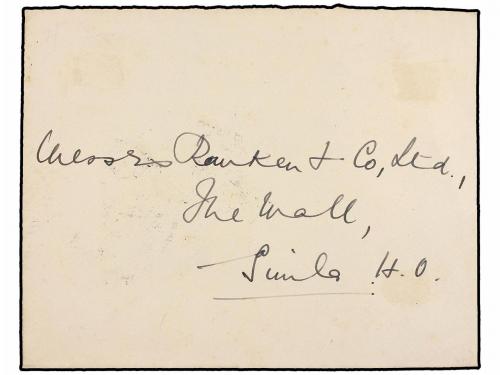 Messrs Ranken & Co, Ltd.,
The Mall,
Simla H.O.